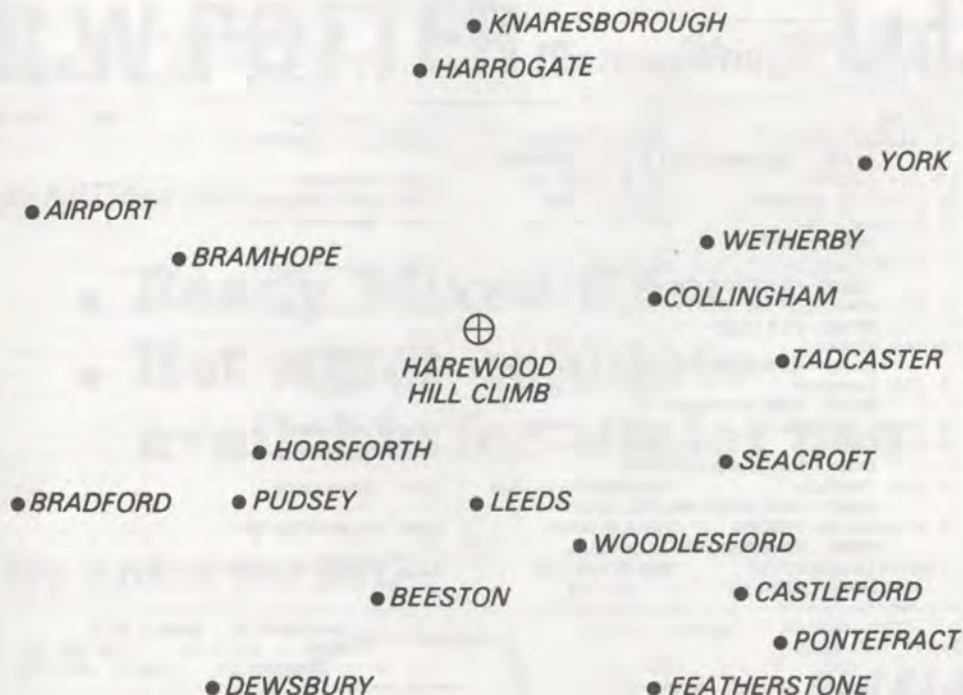 KNARESBOROUGH
HARROGATE
YORK
AIRPORT
WETHERBY
BRAMHOPE
COLLINGHAM
HAREWOOD
HILL CLIMB
TADCASTER
HORSFORTH
SEACROFT
BRADFORD
PUDSEY
LEEDS
WOODLESFORD
BEESTON
CASTLEFORD
PONTEFRACT
DEWSBURY
FEATHERSTONE